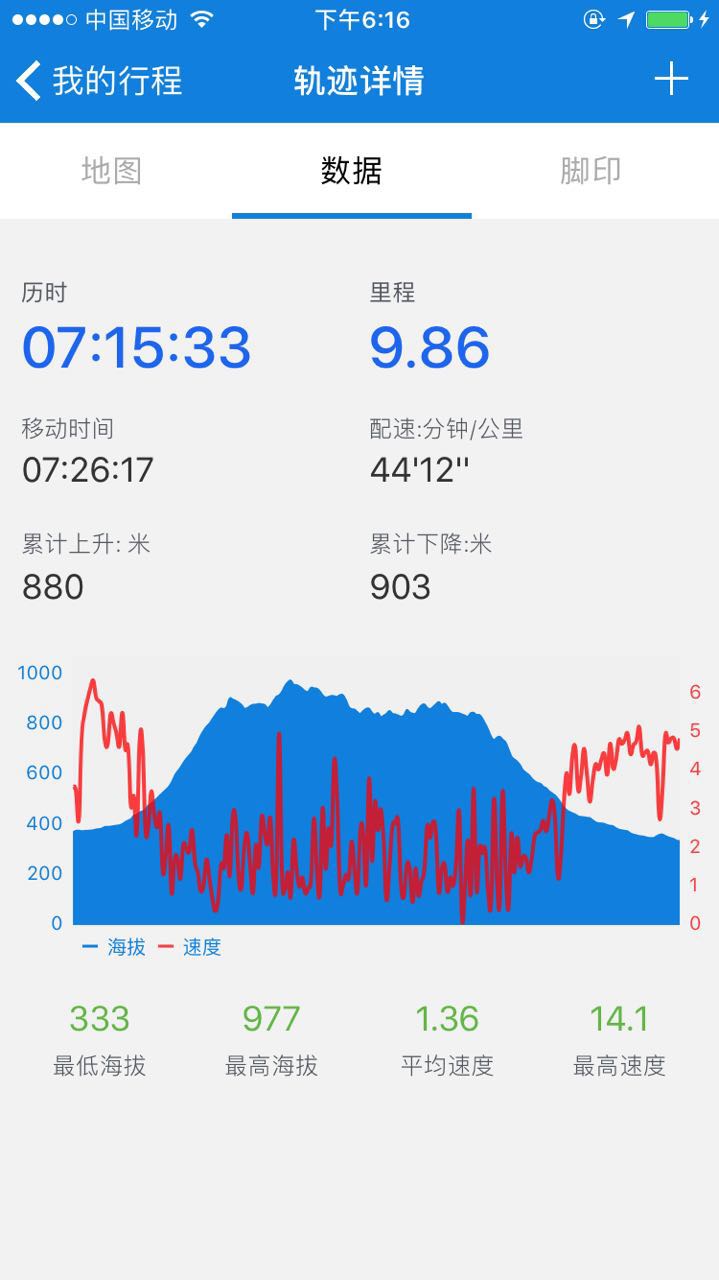 中国移动 下午6:16
我的行程 轨迹详情
地图 数据 脚印
历时 里程
07:15:33 9.86
移动时间 配速:分钟/公里
07:26:17 44'12''
累计上升: 米 累计下降:米
880 903
1000
800
600
400
200
0
6
5
4
3
2
1
0
海拔 速度
333 977 1.36 14.1
最低海拔 最高海拔 平均速度 最高速度